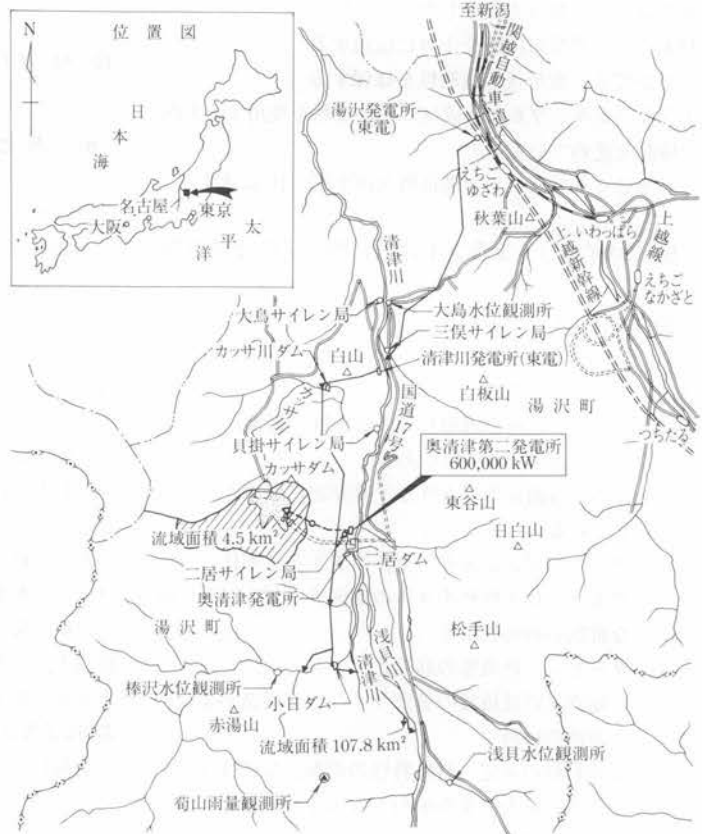 N
位置図
日本海
名古屋
東京
大阪
太平洋
至新潟
関越自動車道
湯沢発電所
(東電)
えちご
ゆざわ
秋葉山
いわっぱら
上越線
上越新幹線
えちご
なかざと
清津川
大鳥サイレン局
大鳥水位観測所
三俣サイレン局
カッサ川ダム
白山
清津川発電所(東電)
白板山
湯沢町
カッサ川
国道17号
つちたる
貝掛サイレン局
奥清津第二発電所
600,000 kW
カッサダム
東谷山
日白山
流域面積 4.5 km²
二居ダム
二居サイレン局
奥清津発電所
湯沢町
浅貝川
松手山
清津川
棒沢水位観測所
小日ダム
赤湯山
流域面積 107.8 km²
浅貝水位観測所
筍山雨量観測所